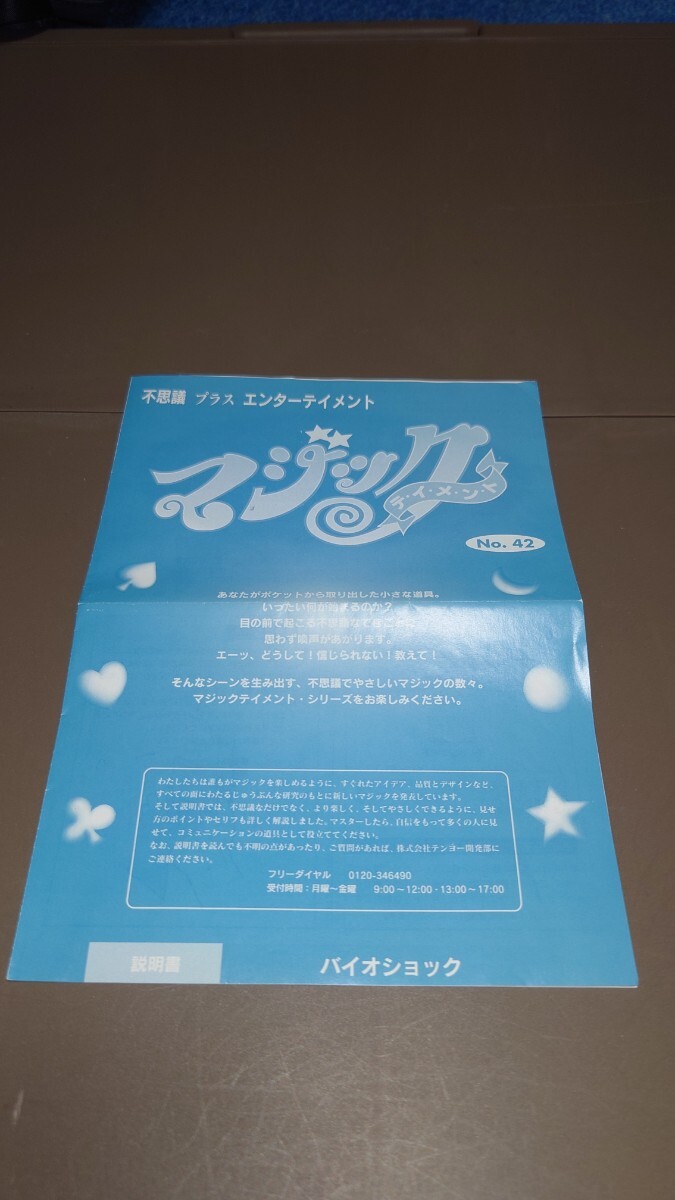 不思議 プラス エンターテイメント
マジック
テ・イ・メ・ン・ト
No. 42
あなたがポケットから取り出した小さな道具。
いったい何が始まるのか?
目の前で起こる不思議なできごとに
思わず歓声があがります。
エーッ、どうして!信じられない!教えて!
そんなシーンを生み出す、不思議でやさしいマジックの数々。
マジックテイメント・シリーズをお楽しみください。
わたしたちは誰もがマジックを楽しめるように、すぐれたアイデア、品質とデザインなど、
すべての面にわたるじゅうぶんな研究のもとに新しいマジックを発表しています。
そして説明書では、不思議なだけでなく、より楽しく、そしてやさしくできるように、見せ
方のポイントやセリフも詳しく解説しました。マスターしたら、自信をもって多くの人に見
せて、コミュニケーションの道具として役立ててください。
なお、説明書を読んでも不明の点があったり、ご質問があれば、株式会社テンヨー開発部に
ご連絡ください。
フリーダイヤル 0120-346490
受付時間:月曜〜金曜 9:00〜12:00・13:00〜17:00
説明書
バイオショック